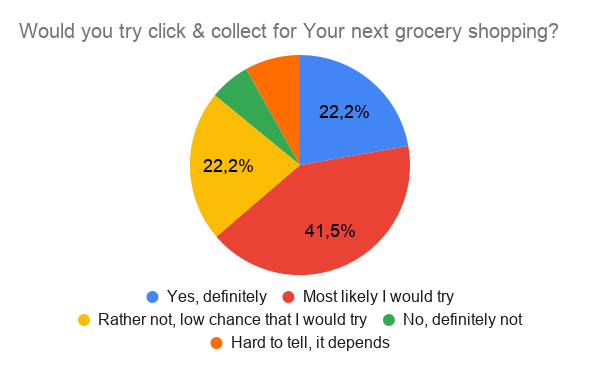 Would you try click & collect for Your next grocery shopping?
22,2%
22,2%
41,5%
Yes, definitely Most likely I would try
Rather not, low chance that I would try No, definitely not
Hard to tell, it depends